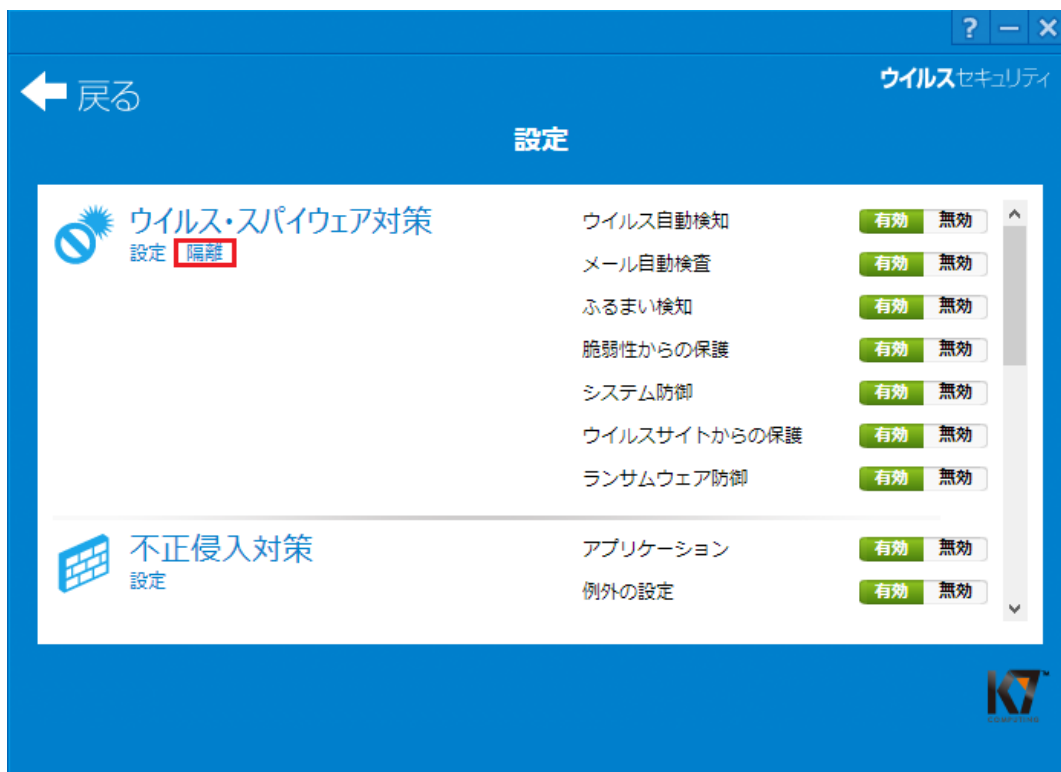 ? − ×
戻る
ウイルスセキュリティ
設定
ウイルス・スパイウェア対策
設定 隔離
ウイルス自動検知 有効 無効
メール自動検査 有効 無効
ふるまい検知 有効 無効
脆弱性からの保護 有効 無効
システム防御 有効 無効
ウイルスサイトからの保護 有効 無効
ランサムウェア防御 有効 無効
不正侵入対策
設定
アプリケーション 有効 無効
例外の設定 有効 無効
K7™
COMPUTING